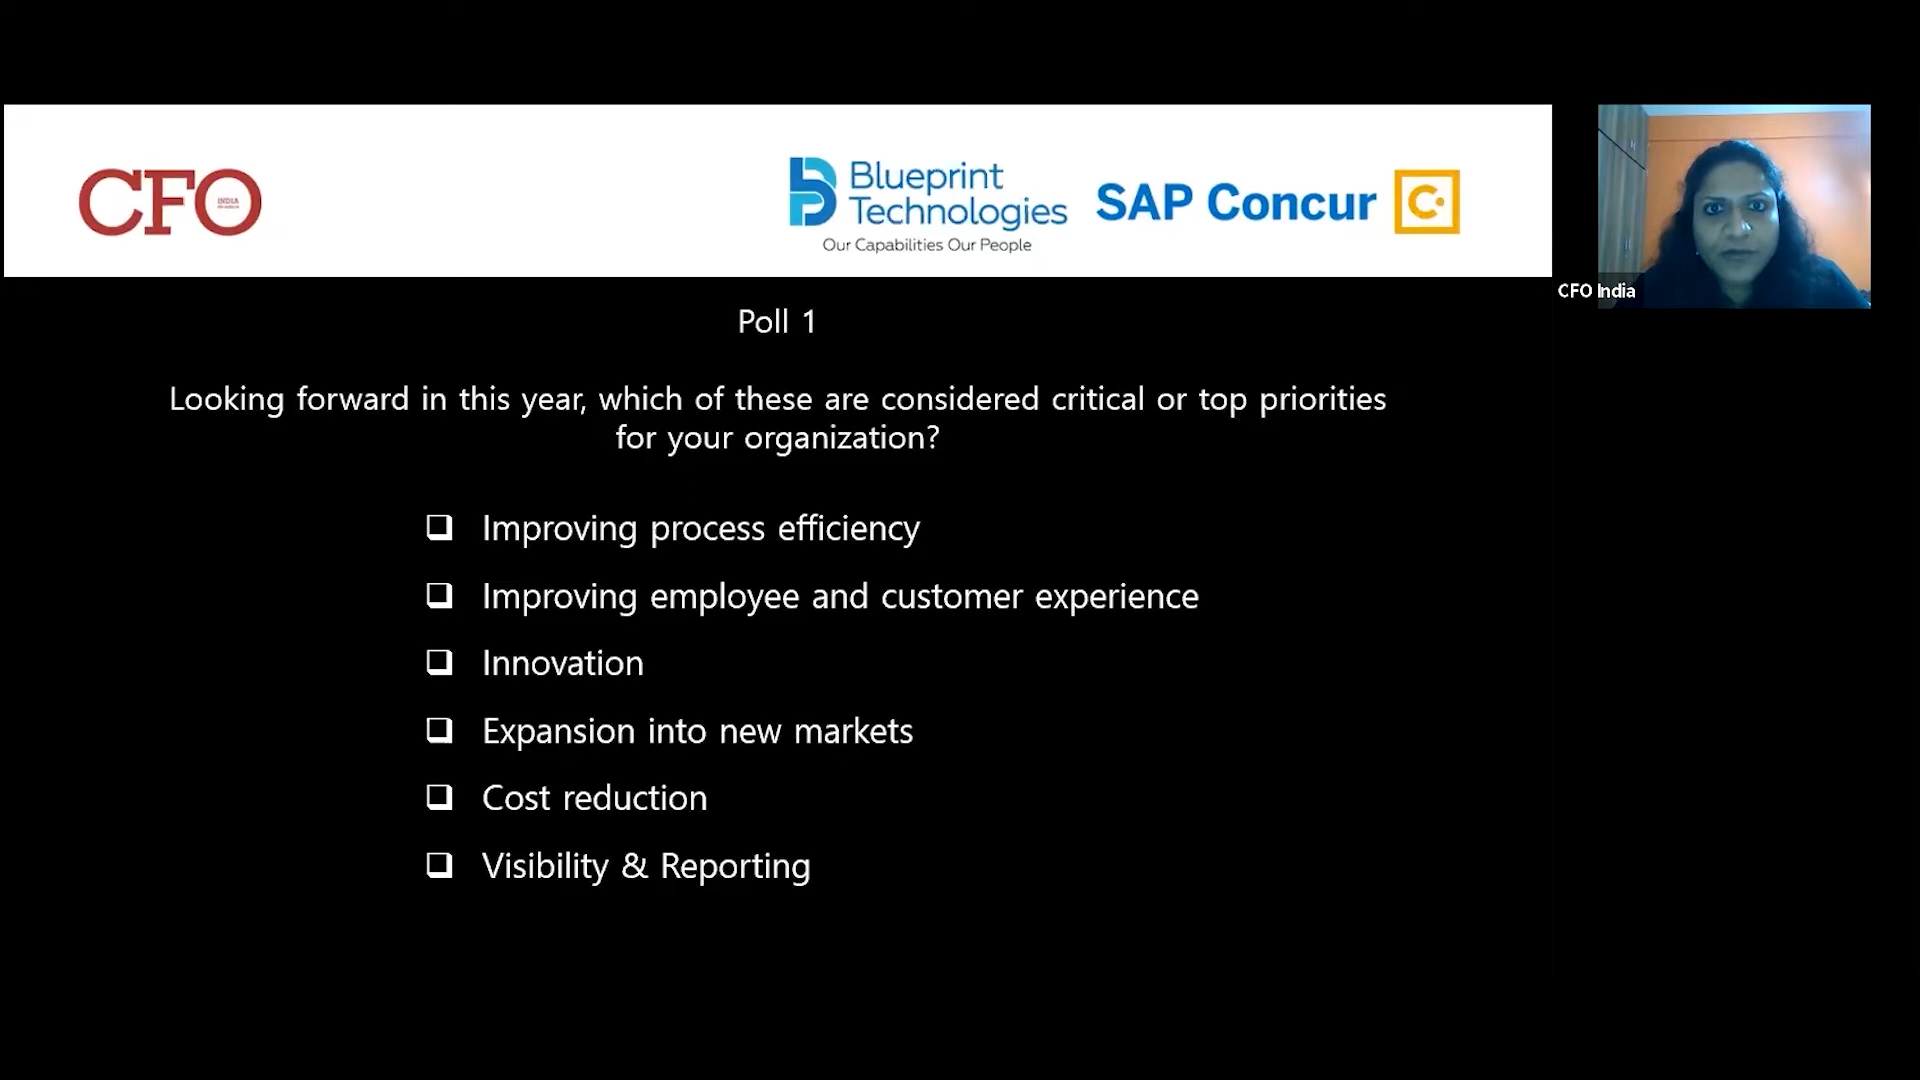 CFO
INDIA
Blueprint
Technologies
Our Capabilities Our People
SAP Concur C.
CFO India
Poll 1
Looking forward in this year, which of these are considered critical or top priorities
for your organization?
❑ Improving process efficiency
❑ Improving employee and customer experience
❑ Innovation
❑ Expansion into new markets
❑ Cost reduction
❑ Visibility & Reporting